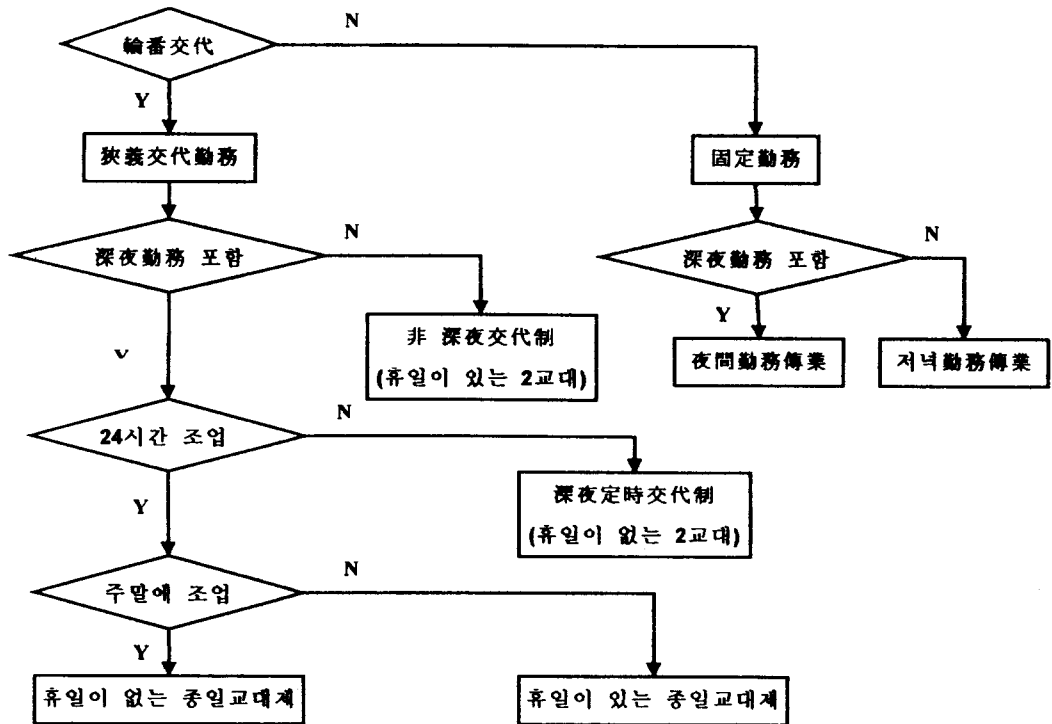 輪番交代
N
Y
狹義交代勤務
固定勤務
深夜勤務 포함
N
深夜勤務 포함
N
Y
非 深夜交代制
(휴일이 있는 2교대)
夜間勤務傳業
저녁勤務傳業
Y
24시간 조업
N
Y
深夜定時交代制
(휴일이 없는 2교대)
주말에 조업
N
Y
휴일이 없는 종일교대제
휴일이 있는 종일교대제